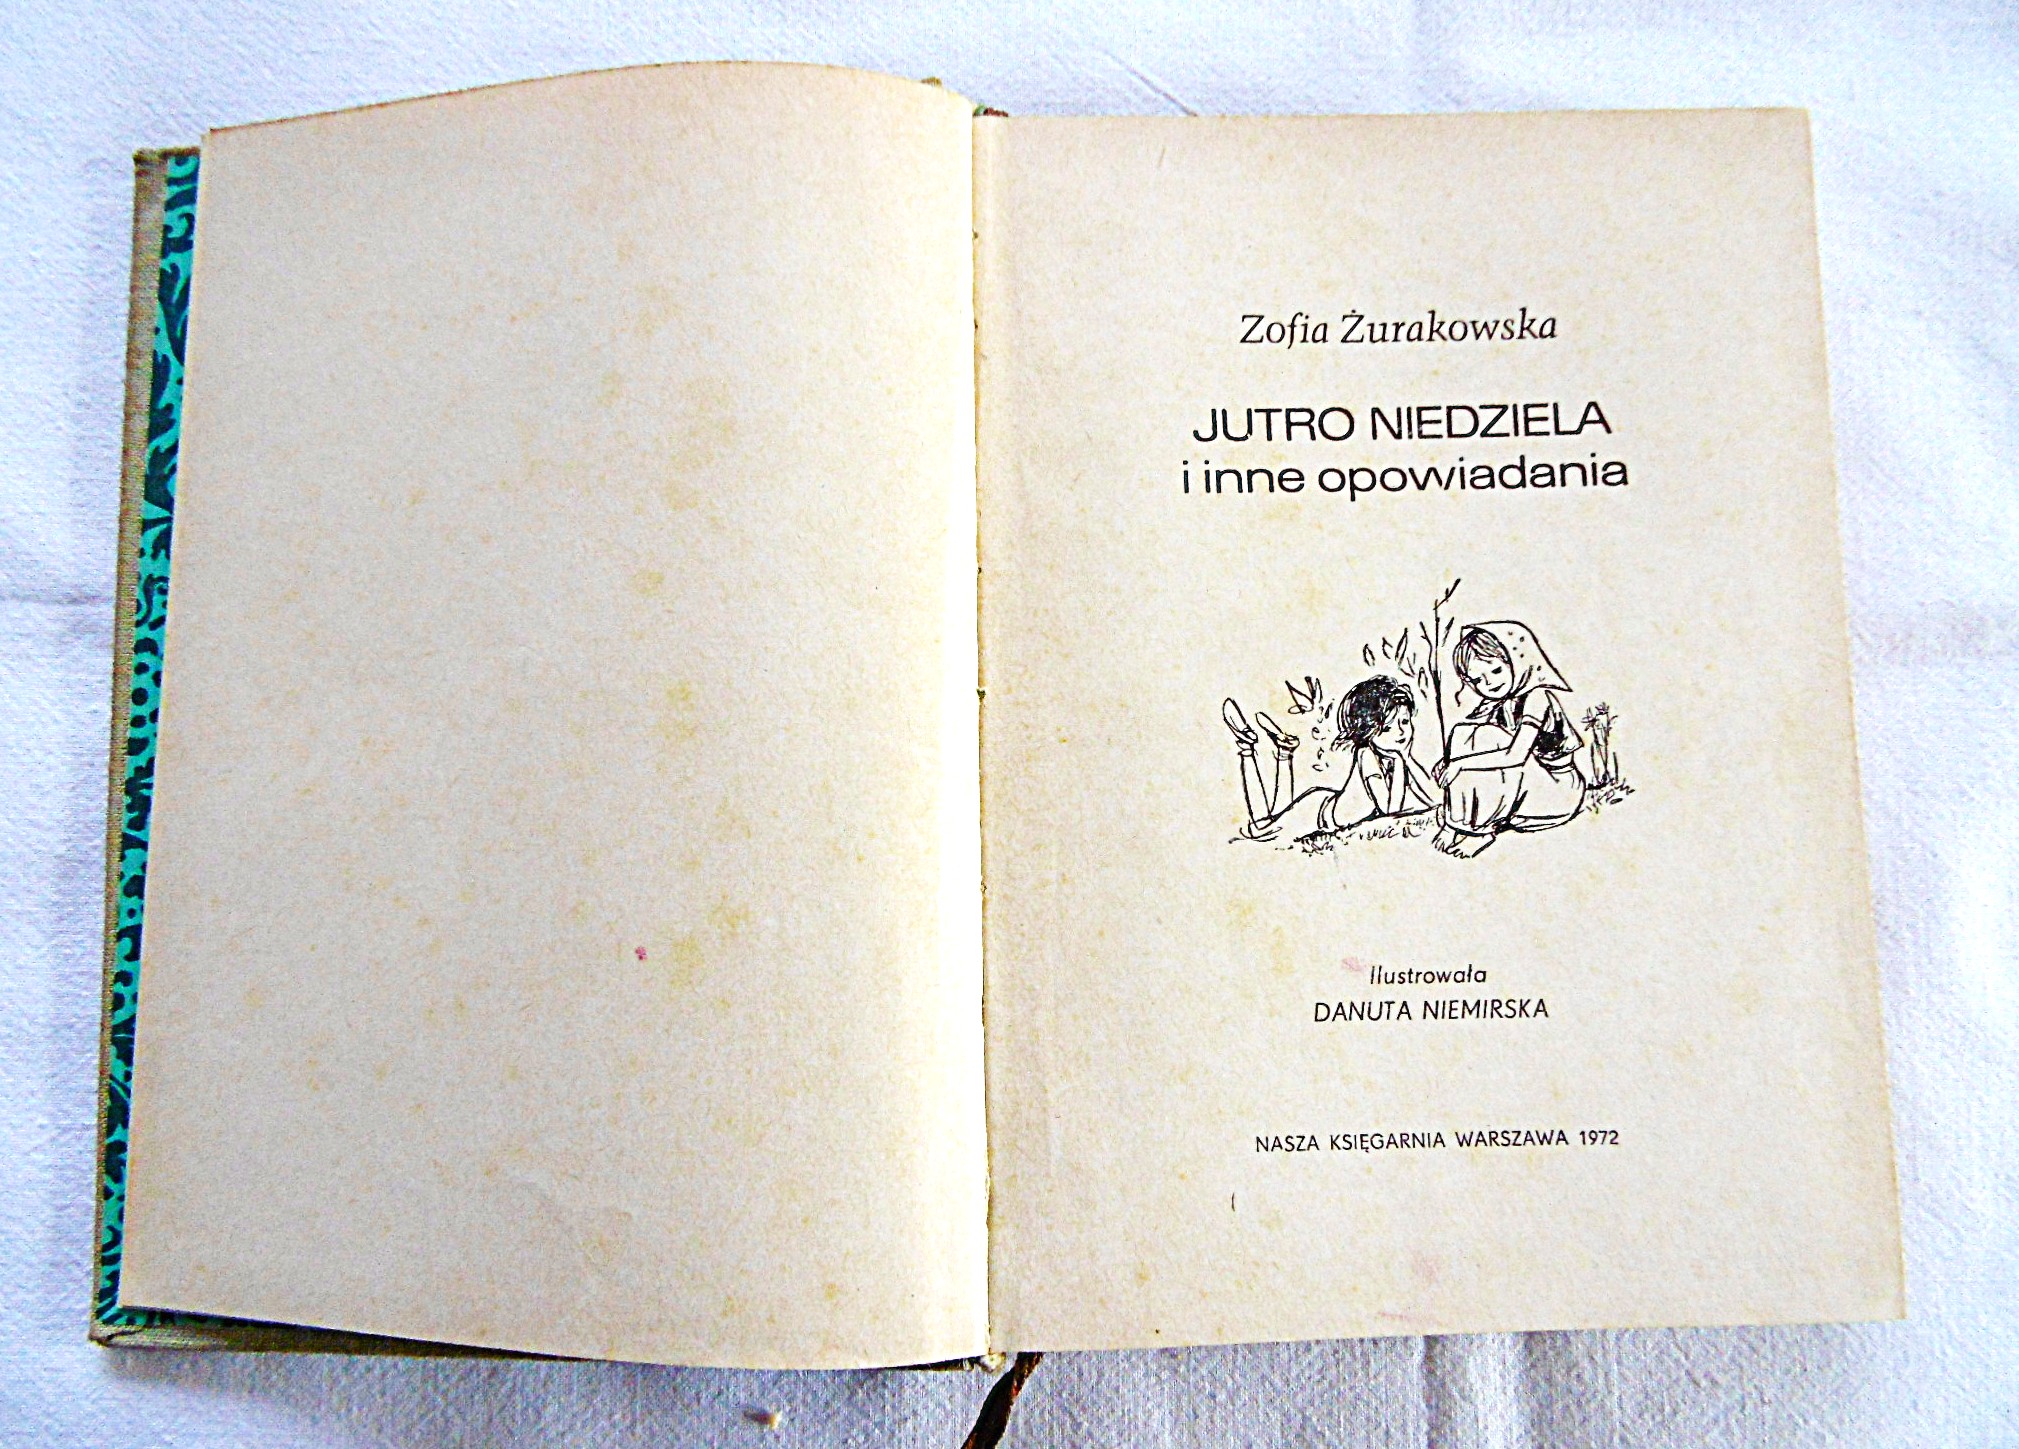 Zofia Żurakowska
JUTRO NIEDZIELA
i inne opowiadania
Ilustrowała
DANUTA NIEMIRSKA
NASZA KSIĘGARNIA WARSZAWA 1972